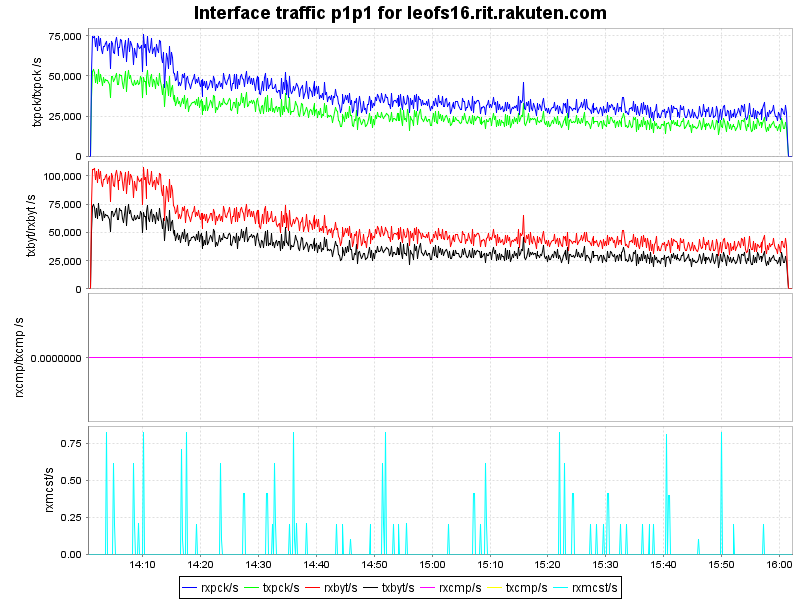 Interface traffic p1p1 for leofs16.rit.rakuten.com
txpck/txpck /s
75,000
50,000
25,000
0
txbyt/rxbyt /s
100,000
75,000
50,000
25,000
0
rxcmp/txcmp /s
0.0000000
rxmcst/s
0.75
0.50
0.25
0.00
14:10 14:20 14:30 14:40 14:50 15:00 15:10 15:20 15:30 15:40 15:50 16:00
rxpck/s txpck/s rxbyt/s txbyt/s rxcmp/s txcmp/s rxmcst/s